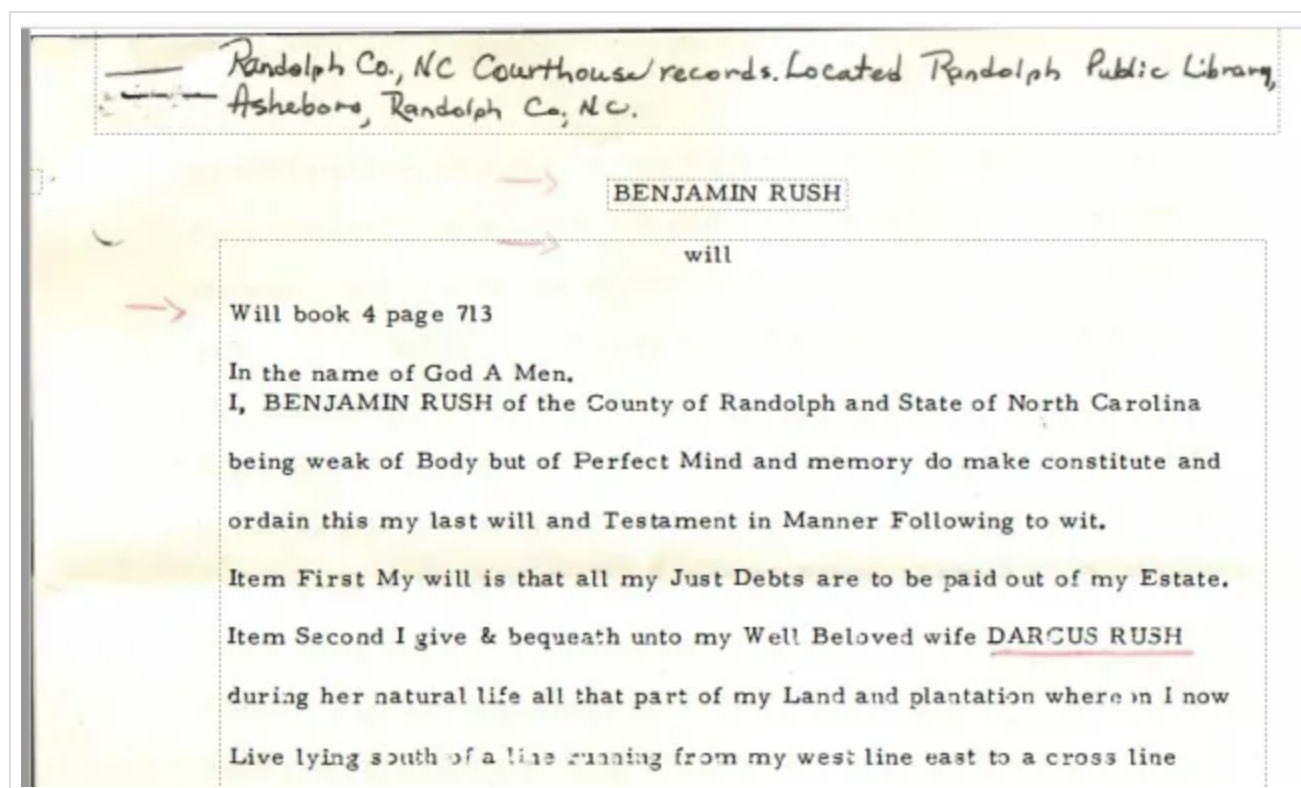 Randolph Co., NC Courthouse records. Located Randolph Public Library,
Asheboro, Randolph Co, NC.
BENJAMIN RUSH
will
Will book 4 page 713
In the name of God A Men.
I, BENJAMIN RUSH of the County of Randolph and State of North Carolina
being weak of Body but of Perfect Mind and memory do make constitute and
ordain this my last will and Testament in Manner Following to wit.
Item First My will is that all my Just Debts are to be paid out of my Estate.
Item Second I give & bequeath unto my Well Beloved wife DARCUS RUSH
during her natural life all that part of my Land and plantation where on I now
Live lying south of a line running from my west line east to a cross line